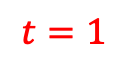 t = 1